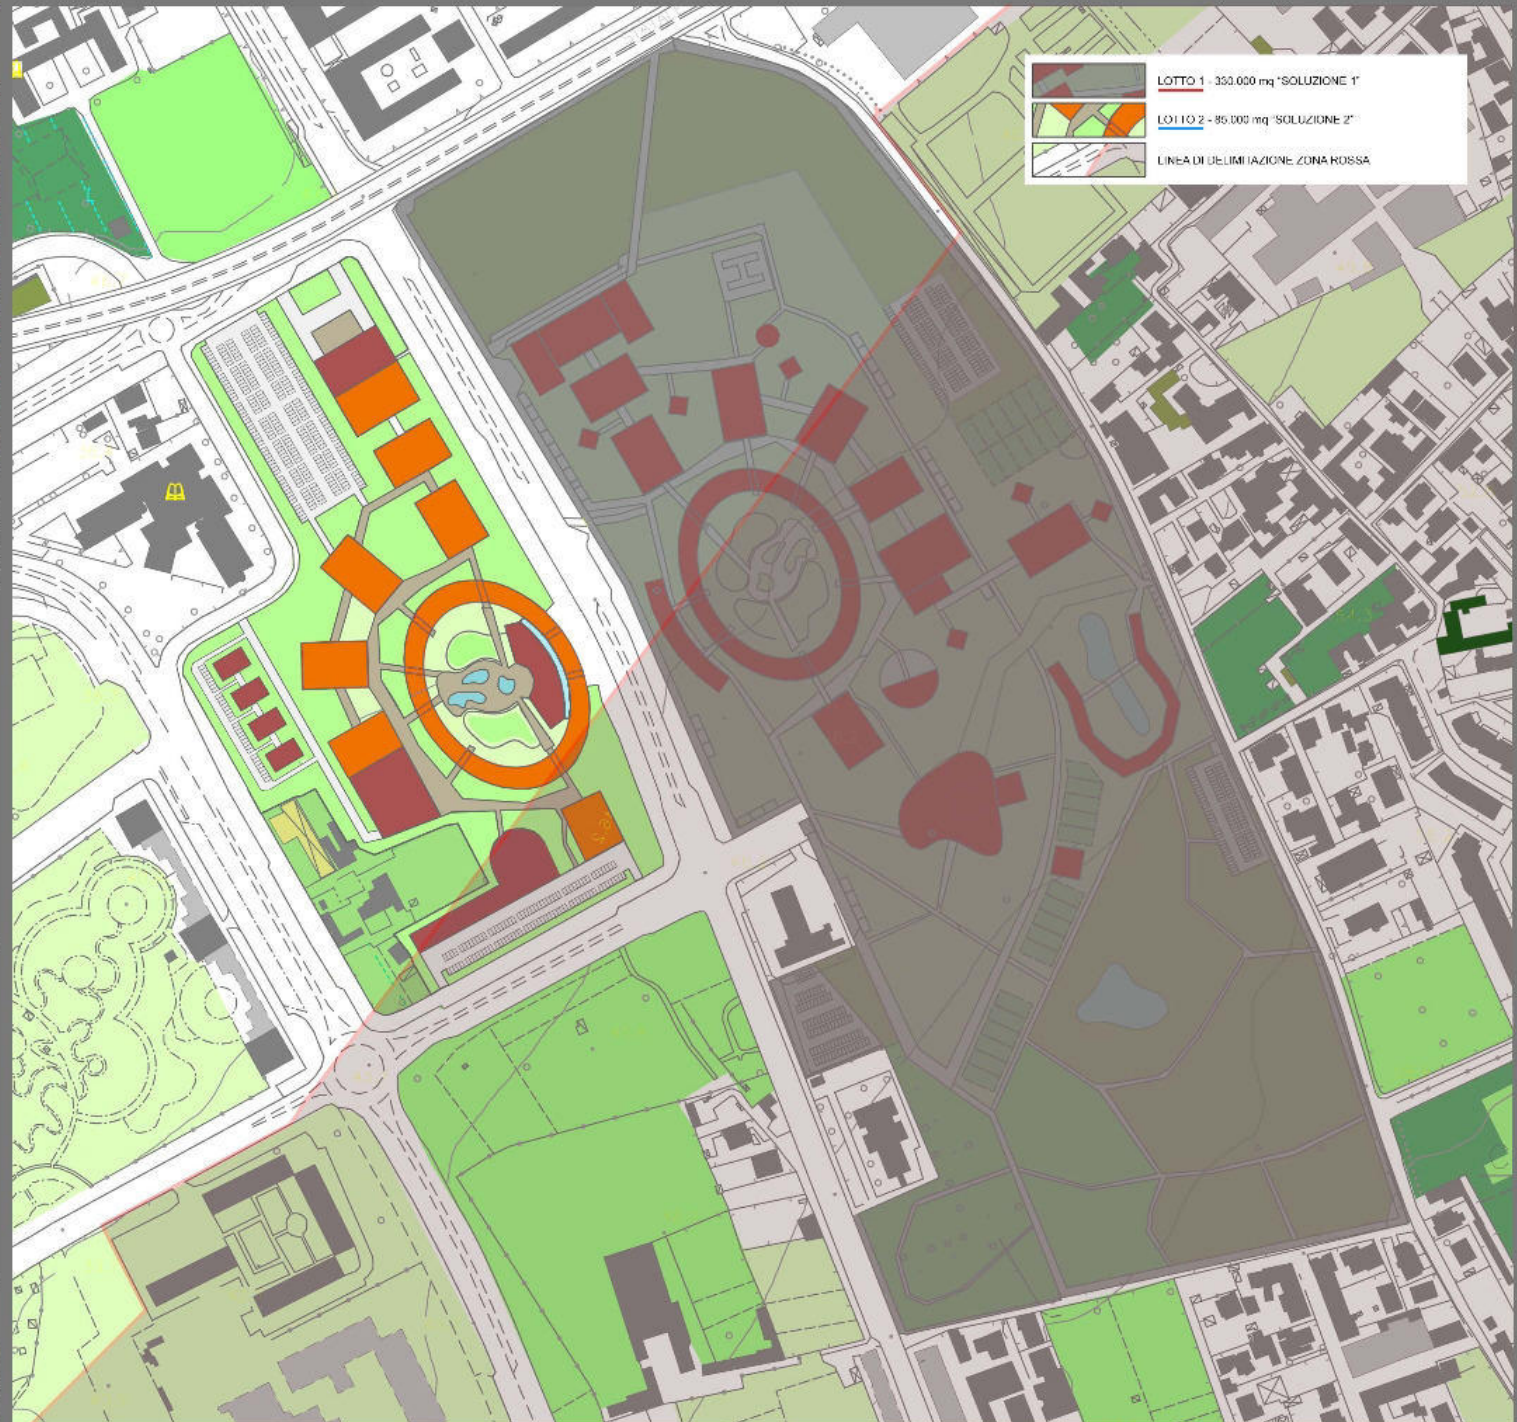 LOTTO 1 - 330.000 mq "SOLUZIONE 1"
LOTTO 2 - 85.000 mq "SOLUZIONE 2"
LINEA DI DELIMITAZIONE ZONA ROSSA